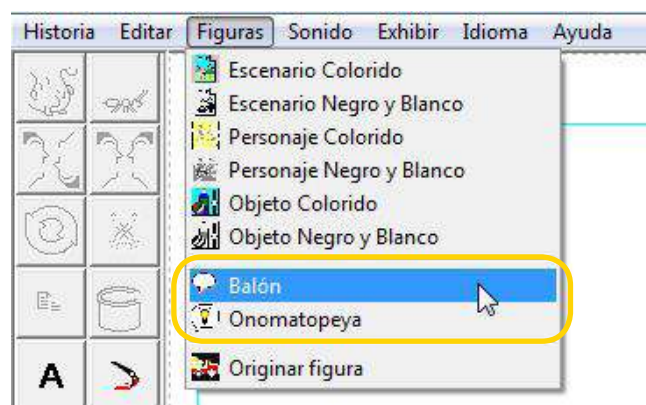 Historia Editar Figuras Sonido Exhibir Idioma Ayuda
Escenario Colorido
Escenario Negro y Blanco
Personaje Colorido
Personaje Negro y Blanco
Objeto Colorido
Objeto Negro y Blanco
Balón
Onomatopeya
Originar figura
A